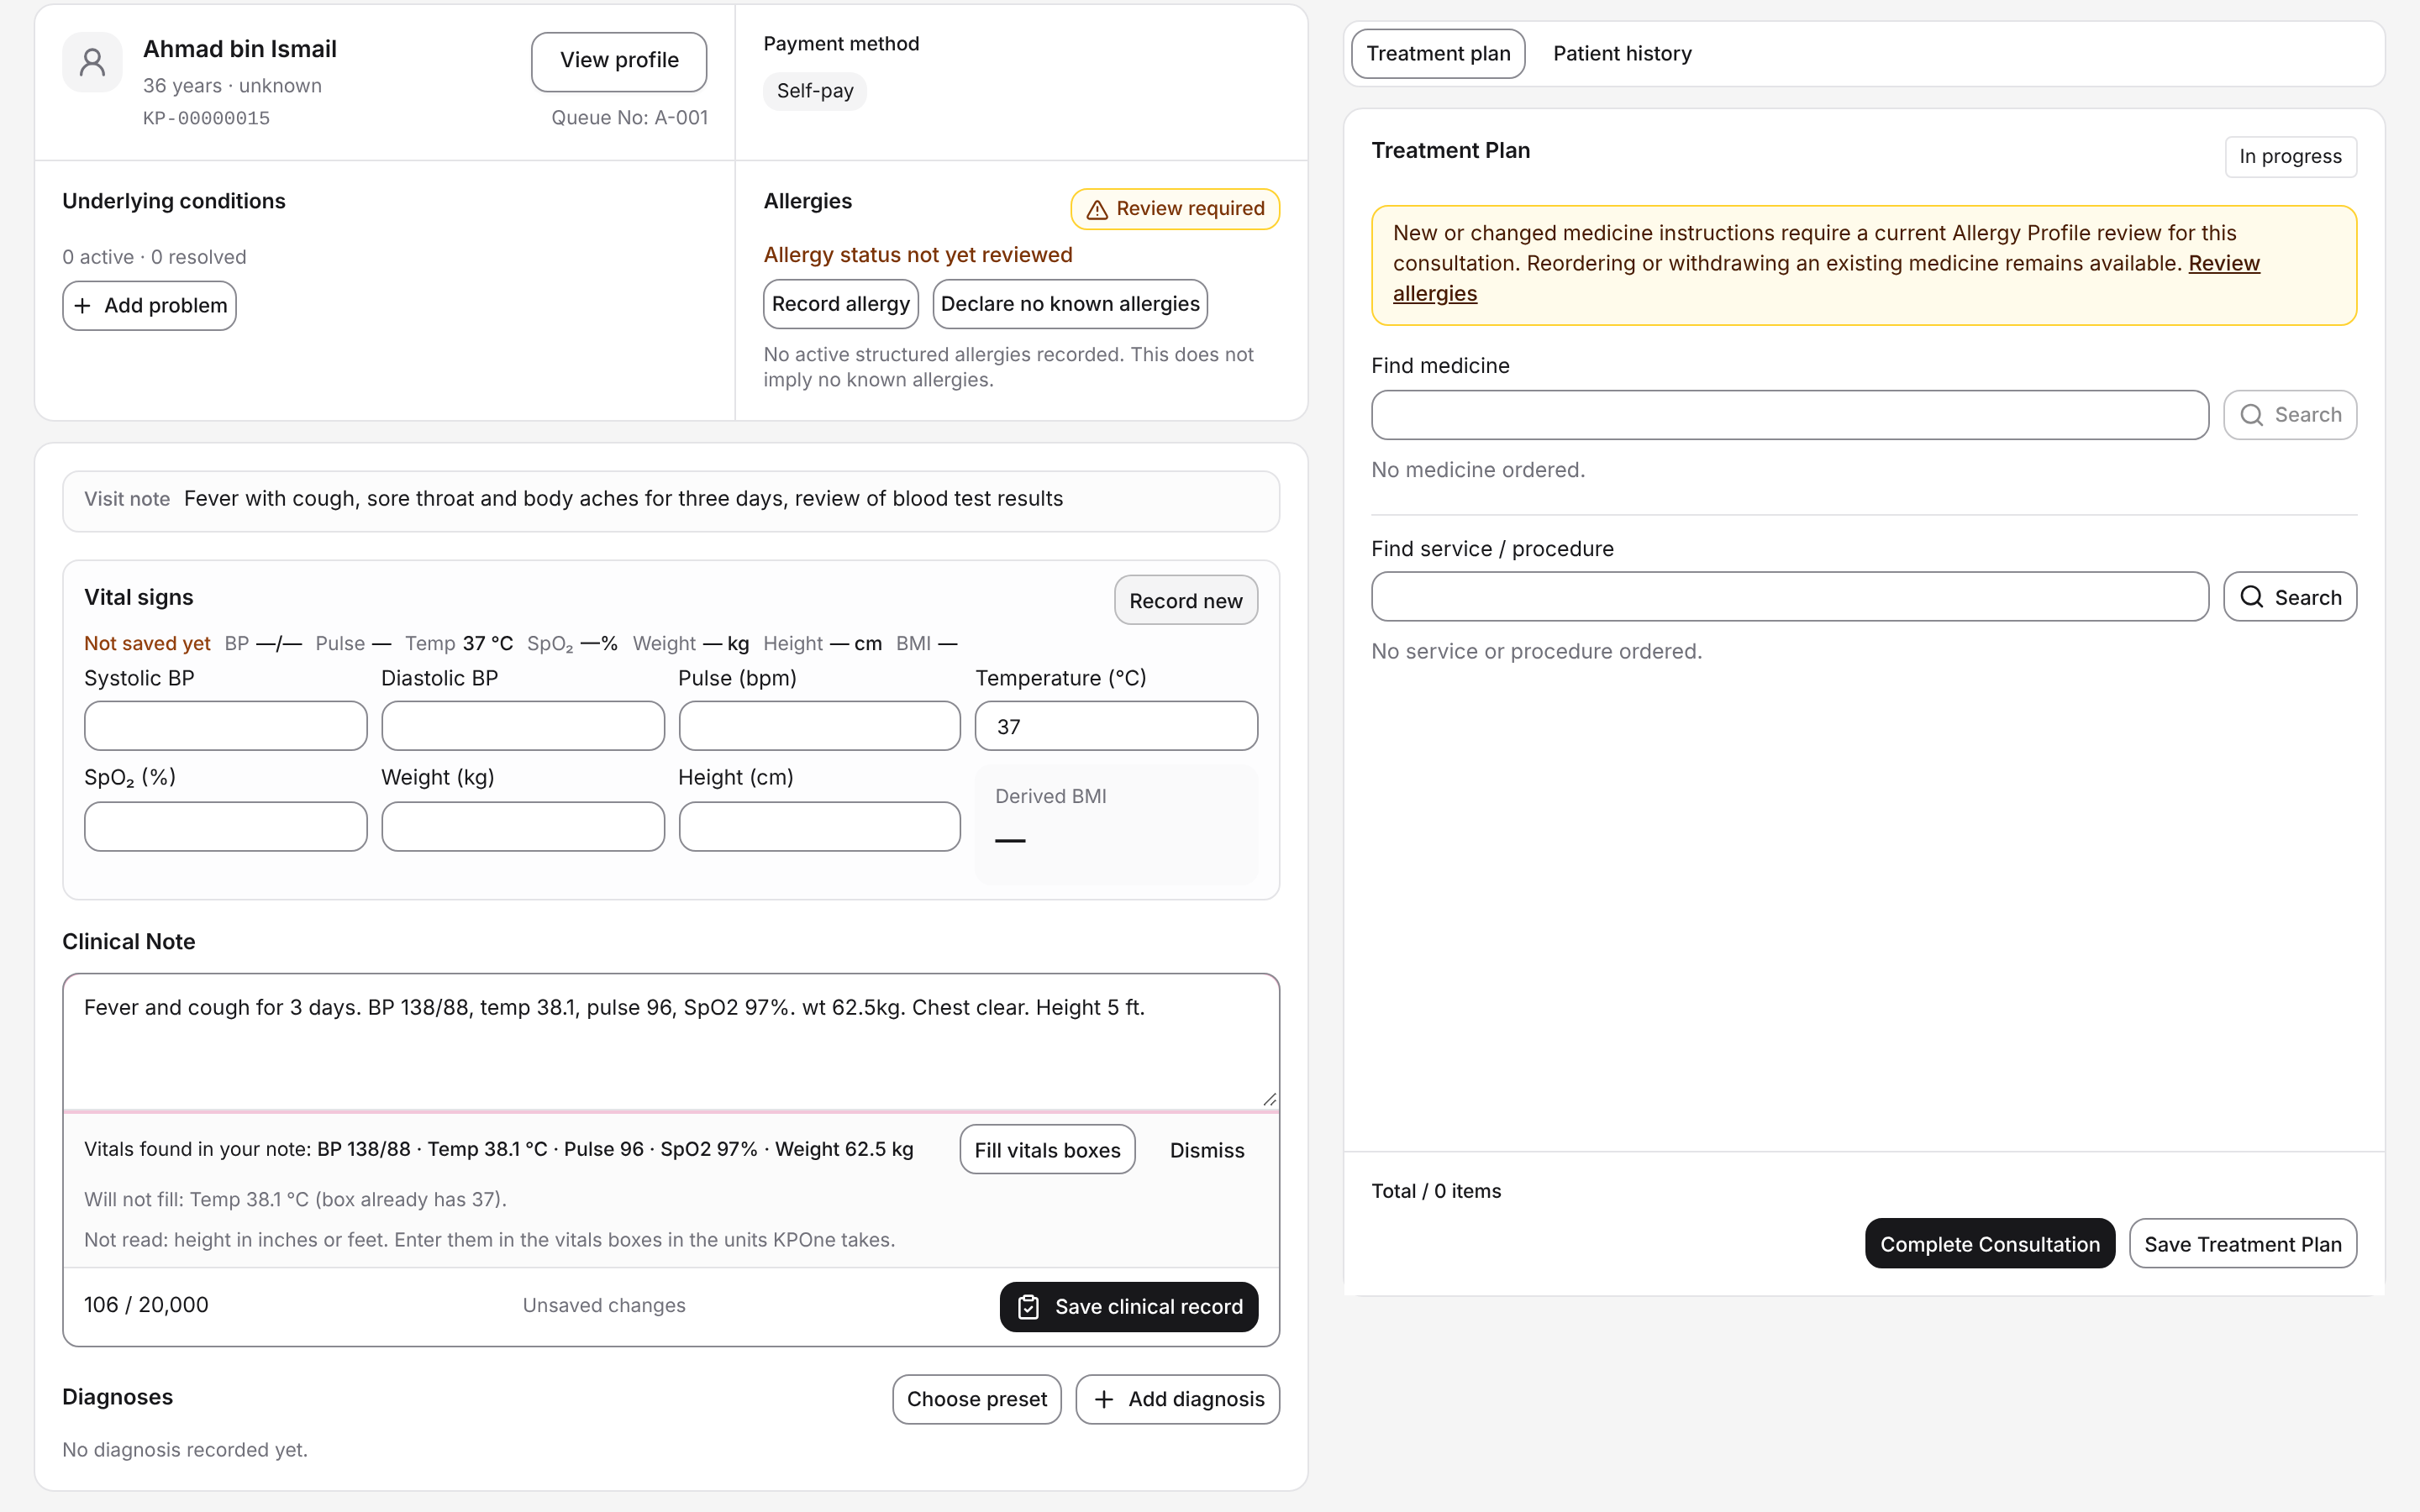 Ahmad bin Ismail
36 years · unknown
KP-00000015
View profile
Queue No: A-001
Payment method
Self-pay
Underlying conditions
0 active · 0 resolved
+ Add problem
Allergies
Review required
Allergy status not yet reviewed
Record allergy
Declare no known allergies
No active structured allergies recorded. This does not
imply no known allergies.
Visit note Fever with cough, sore throat and body aches for three days, review of blood test results
Vital signs
Record new
Not saved yet BP —/— Pulse — Temp 37 °C SpO₂ —% Weight — kg Height — cm BMI —
Systolic BP
Diastolic BP
Pulse (bpm)
Temperature (°C)
37
SpO₂ (%)
Weight (kg)
Height (cm)
Derived BMI
—
Clinical Note
Fever and cough for 3 days. BP 138/88, temp 38.1, pulse 96, SpO2 97%. wt 62.5kg. Chest clear. Height 5 ft.
Vitals found in your note: BP 138/88 · Temp 38.1 °C · Pulse 96 · SpO2 97% · Weight 62.5 kg
Fill vitals boxes
Dismiss
Will not fill: Temp 38.1 °C (box already has 37).
Not read: height in inches or feet. Enter them in the vitals boxes in the units KPOne takes.
106 / 20,000
Unsaved changes
Save clinical record
Diagnoses
Choose preset
+ Add diagnosis
No diagnosis recorded yet.
Treatment plan
Patient history
Treatment Plan
In progress
New or changed medicine instructions require a current Allergy Profile review for this
consultation. Reordering or withdrawing an existing medicine remains available. Review
allergies
Find medicine
Search
No medicine ordered.
Find service / procedure
Search
No service or procedure ordered.
Total / 0 items
Complete Consultation
Save Treatment Plan